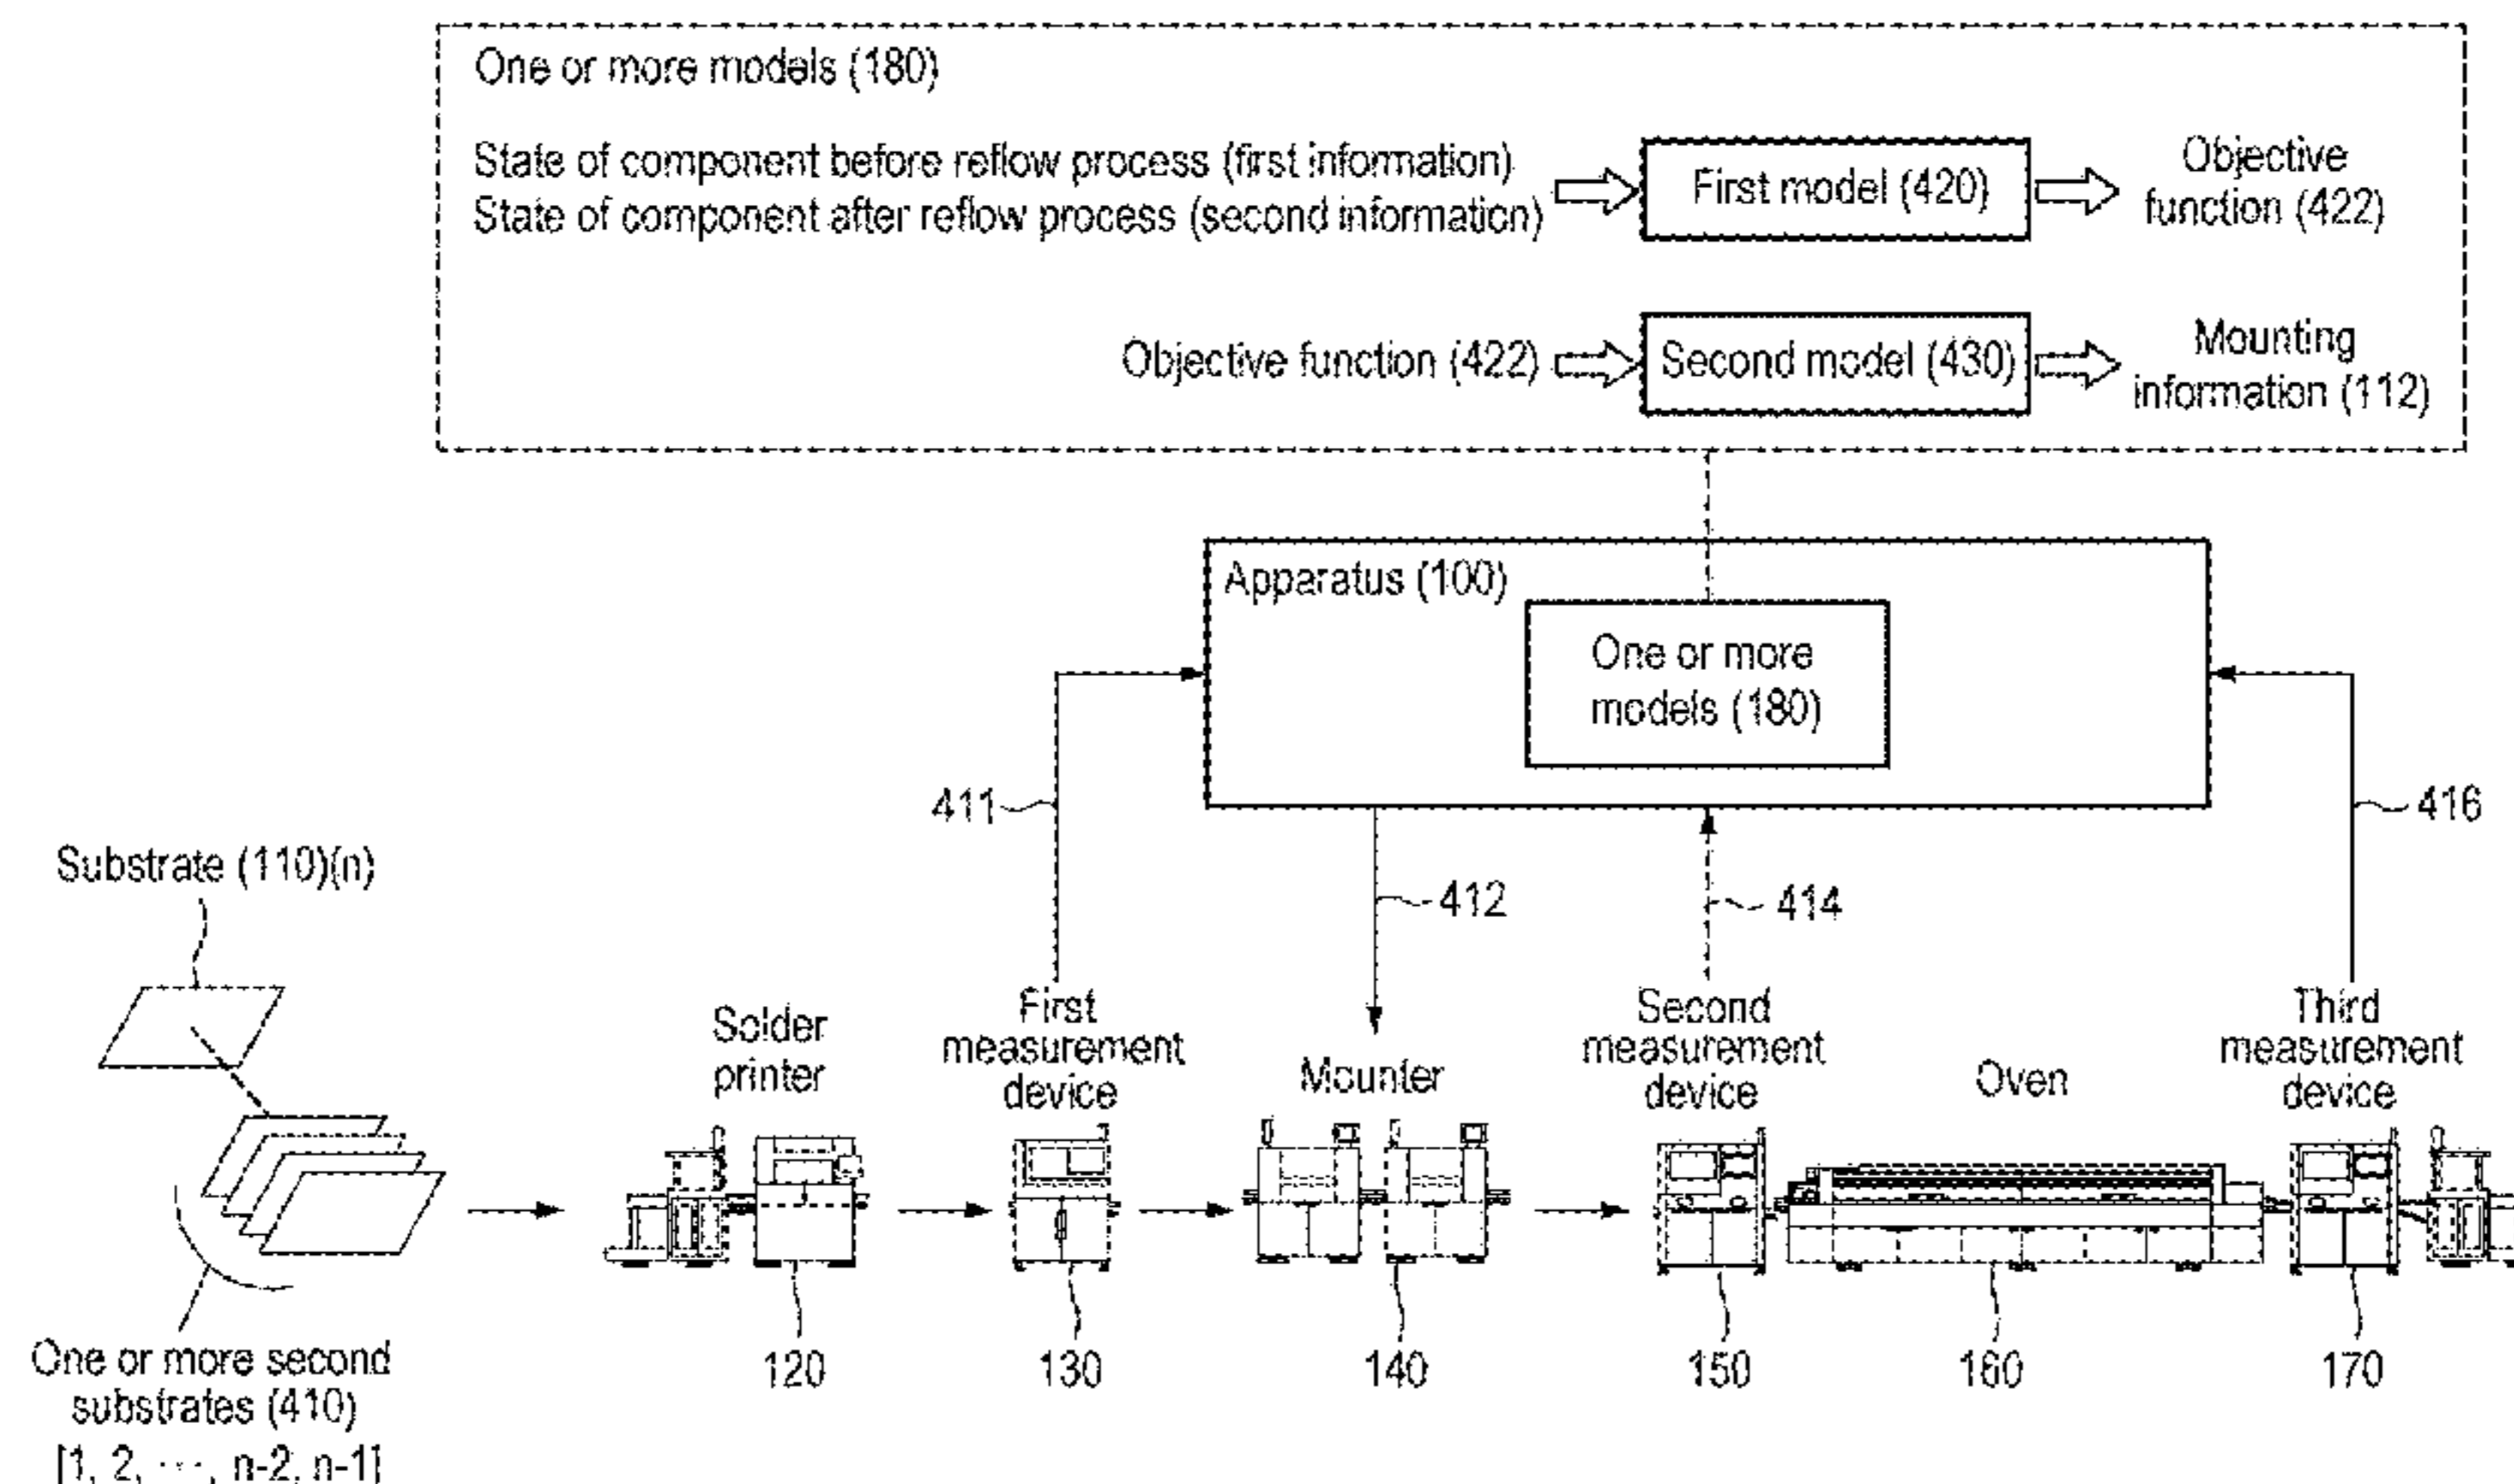 One or more models (180)
State of component before reflow process (first information)
State of component after reflow process (second information)
First model (420)
Objective
function (422)
Objective function (422)
Second model (430)
Mounting
information (112)
Apparatus (100)
One or more
models (180)
411
412
414
416
Substrate (110)(n)
Solder
printer
First
measurement
device
Mounter
Second
measurement
device
Oven
Third
measurement
device
120
130
140
150
160
170
One or more second
substrates (410)
[1, 2, ···, n-2, n-1]